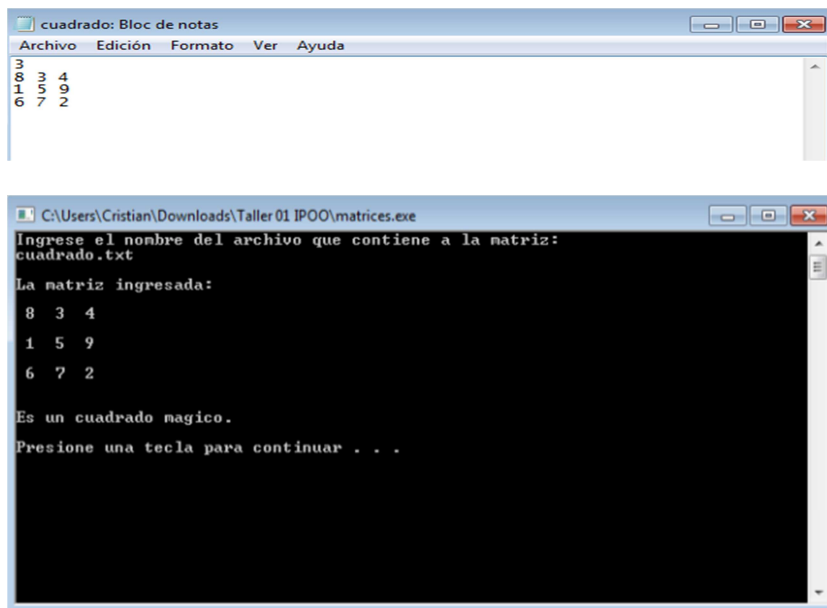 cuadrado: Bloc de notas
Archivo Edición Formato Ver Ayuda
3
8 3 4
1 5 9
6 7 2
C:\Users\Cristian\Downloads\Taller 01 IPOO\matrices.exe
Ingrese el nombre del archivo que contiene a la matriz:
cuadrado.txt
La matriz ingresada:
8 3 4
1 5 9
6 7 2
Es un cuadrado magico.
Presione una tecla para continuar . . .